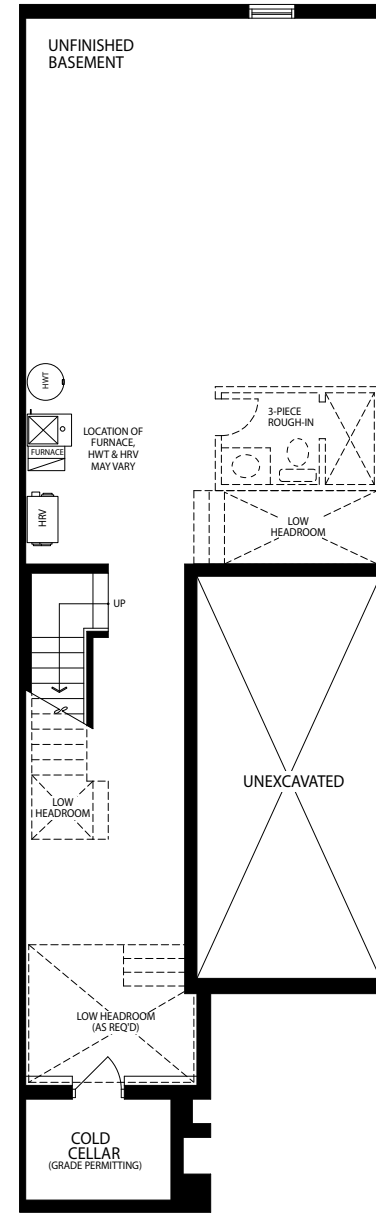 UNFINISHED
BASEMENT
HWT
3-PIECE
ROUGH-IN
LOCATION OF
FURNACE,
HWT & HRV
MAY VARY
FURNACE
HRV
LOW
HEADROOM
UP
UNEXCAVATED
LOW
HEADROOM
LOW HEADROOM
(AS REQ'D)
COLD
CELLAR
(GRADE PERMITTING)